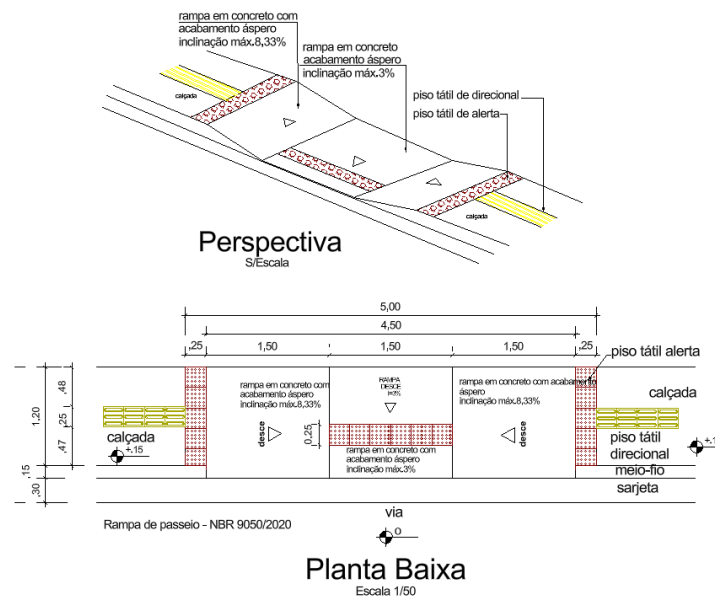 rampa em concreto com
acabamento áspero
inclinação máx.8,33%
rampa em concreto
acabamento áspero
inclinação máx.3%
piso tátil de direcional
piso tátil de alerta
calçada
calçada
Perspectiva
S/Escala
5,00
4,50
,25
1,50
1,50
1,50
,25
piso tátil alerta
rampa em concreto com
acabamento áspero
inclinação máx.8,33%
RAMPA
DESCE
i=3%
rampa em concreto com acabamento
áspero
inclinação máx.8,33%
calçada
1,20
,48
,25
,47
,15
,30
calçada
+,15
desce
0.25
desce
rampa em concreto com
acabamento áspero
inclinação máx.3%
piso tátil
direcional
+,1
meio-fio
sarjeta
via
Rampa de passeio - NBR 9050/2020
0
Planta Baixa
Escala 1/50